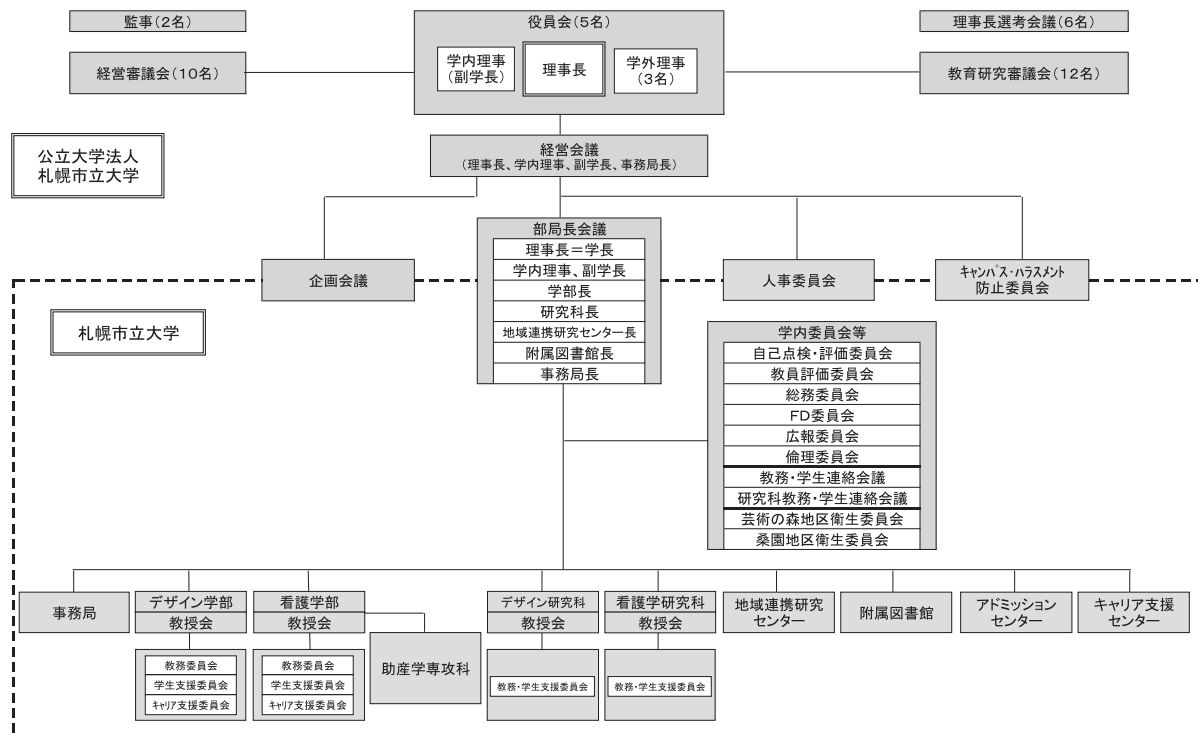 監事(2名)
役員会(5名)
理事長選考会議(6名)
経営審議会(10名)
学内理事
(副学長)
理事長
学外理事
(3名)
教育研究審議会(12名)
公立大学法人
札幌市立大学
経営会議
(理事長、学内理事、副学長、事務局長)
部局長会議
理事長=学長
学内理事、副学長
学部長
研究科長
地域連携研究センター長
附属図書館長
事務局長
企画会議
人事委員会
キャンパス・ハラスメント
防止委員会
札幌市立大学
学内委員会等
自己点検・評価委員会
教員評価委員会
総務委員会
FD委員会
広報委員会
倫理委員会
教務・学生連絡会議
研究科教務・学生連絡会議
芸術の森地区衛生委員会
桑園地区衛生委員会
事務局
デザイン学部
教授会
教務委員会
学生支援委員会
キャリア支援委員会
看護学部
教授会
教務委員会
学生支援委員会
キャリア支援委員会
助産学専攻科
デザイン研究科
教授会
教務・学生支援委員会
看護学研究科
教授会
教務・学生支援委員会
地域連携研究
センター
附属図書館
アドミッション
センター
キャリア支援
センター